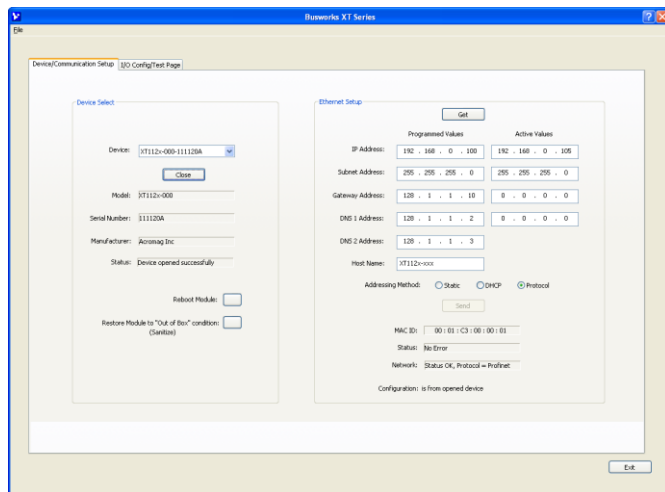 Busworks XT Series
File
Device/Communication Setup I/O Config/Test Page
Device Select
Device: XT112x-000-111120A
Close
Model: XT112x-000
Serial Number: 111120A
Manufacturer: Acromag Inc
Status: Device opened successfully
Reboot Module:
Restore Module to "Out of Box" condition:
(Sanitize)
Ethernet Setup
Get
Programmed Values Active Values
IP Address: 192 . 168 . 0 . 100 192 . 168 . 0 . 105
Subnet Address: 255 . 255 . 255 . 0 255 . 255 . 255 . 0
Gateway Address: 128 . 1 . 1 . 10 0 . 0 . 0 . 0
DNS 1 Address: 128 . 1 . 1 . 2 0 . 0 . 0 . 0
DNS 2 Address: 128 . 1 . 1 . 3
Host Name: XT112x-xxx
Addressing Method: Static DHCP Protocol
Send
MAC ID: 00 : 01 : C3 : 00 : 00 : 01
Status: No Error
Network: Status OK, Protocol = Profinet
Configuration: is from opened device
Exit